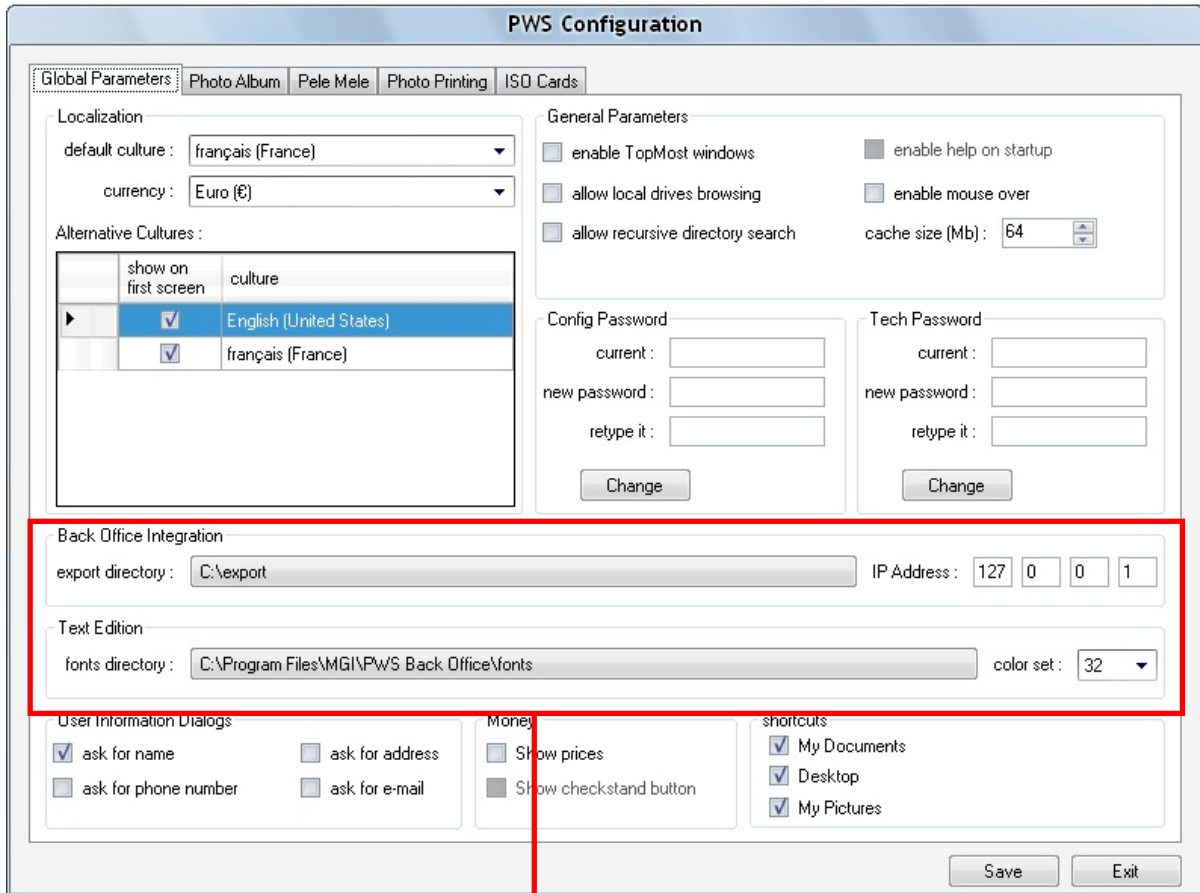 PWS Configuration
Global Parameters Photo Album Pele Mele Photo Printing ISO Cards
Localization
default culture : français (France)
currency : Euro (€)
Alternative Cultures :
show on
first screen
culture
English (United States)
français (France)
General Parameters
enable TopMost windows enable help on startup
allow local drives browsing enable mouse over
allow recursive directory search cache size (Mb) : 64
Config Password
current :
new password :
retype it :
Change
Tech Password
current :
new password :
retype it :
Change
Back Office Integration
export directory : C:\export IP Address : 127 0 0 1
Text Edition
fonts directory : C:\Program Files\MGI\PWS Back Office\fonts color set : 32
User Information Dialogs
ask for name ask for address
ask for phone number ask for e-mail
Money
Show prices
Show checkstand button
shortcuts
My Documents
Desktop
My Pictures
Save Exit